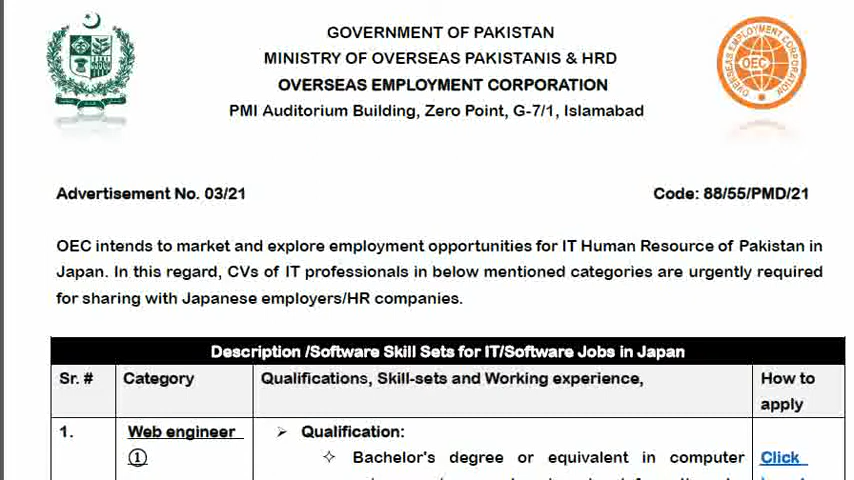 GOVERNMENT OF PAKISTAN
MINISTRY OF OVERSEAS PAKISTANIS & HRD
OVERSEAS EMPLOYMENT CORPORATION
PMI Auditorium Building, Zero Point, G-7/1, Islamabad
OVERSEAS EMPLOYMENT CORPORATION
OEC
Advertisement No. 03/21
Code: 88/55/PMD/21
OEC intends to market and explore employment opportunities for IT Human Resource of Pakistan in
Japan. In this regard, CVs of IT professionals in below mentioned categories are urgently required
for sharing with Japanese employers/HR companies.
Description /Software Skill Sets for IT/Software Jobs in Japan
Sr. #
Category
Qualifications, Skill-sets and Working experience,
How to
apply
1.
Web engineer
①
➢ Qualification:
✧ Bachelor's degree or equivalent in computer
Click